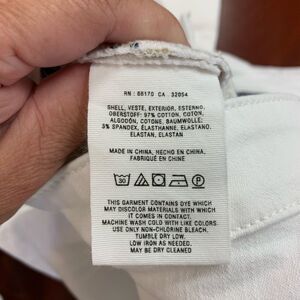 RN : 66170 CA : 32054
SHELL, VESTE, EXTERIOR, ESTERNO,
OBERSTOFF: 97% COTTON, COTON,
ALGODÓN, COTONE, BAUMWOLLE;
3% SPANDEX, ÉLASTHANNE, ELASTANO,
ELASTAN, ELASTAN
MADE IN CHINA, HECHO EN CHINA,
FABRIQUÉ EN CHINE
30
THIS GARMENT CONTAINS DYE WHICH
MAY DISCOLOR MATERIALS WITH WHICH
IT COMES IN CONTACT.
MACHINE WASH COLD WITH LIKE COLORS
USE ONLY NON-CHLORINE BLEACH.
TUMBLE DRY LOW.
LOW IRON AS NEEDED.
MAY BE DRY CLEANED